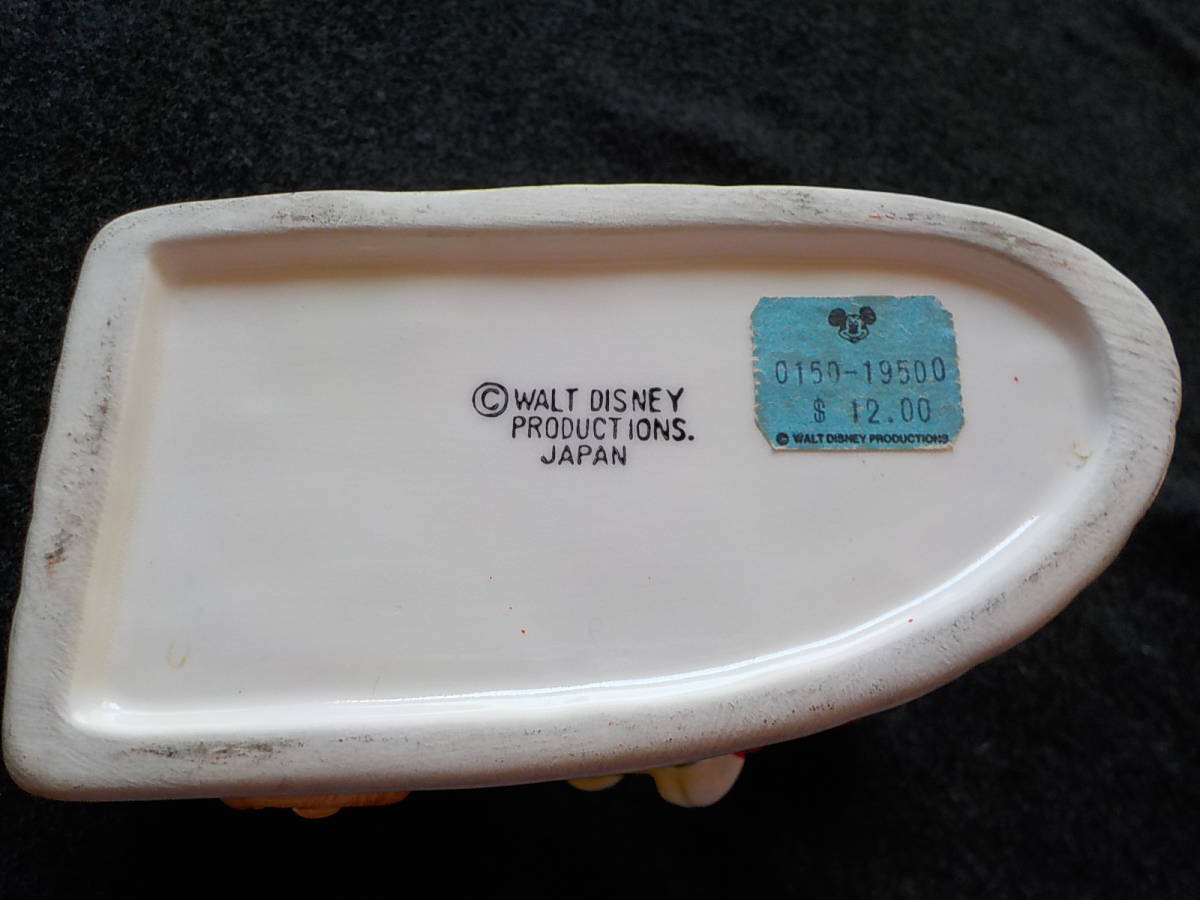 © WALT DISNEY
PRODUCTIONS.
JAPAN
0150-19500
$ 12.00
© WALT DISNEY PRODUCTIONS